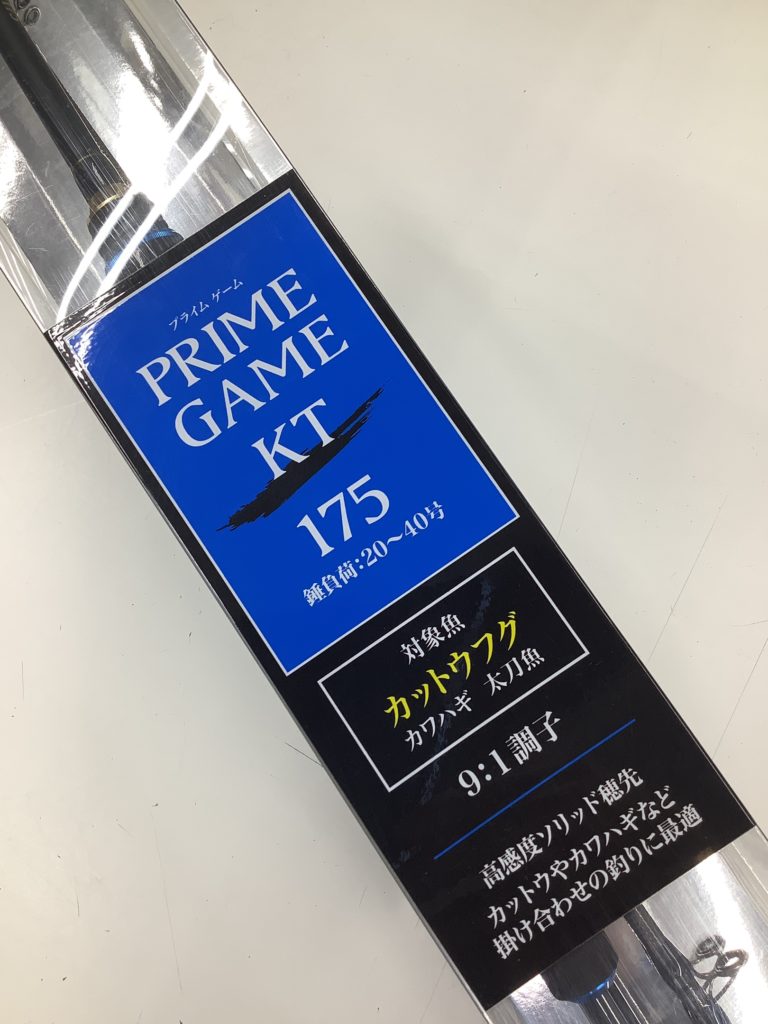 プライム ゲーム
PRIME
GAME
KT
175
錘負荷:20〜40号
対象魚
カットウフグ
カワハギ 太刀魚
9:1調子
高感度ソリッド穂先
カットウやカワハギなど
掛け合わせの釣りに最適